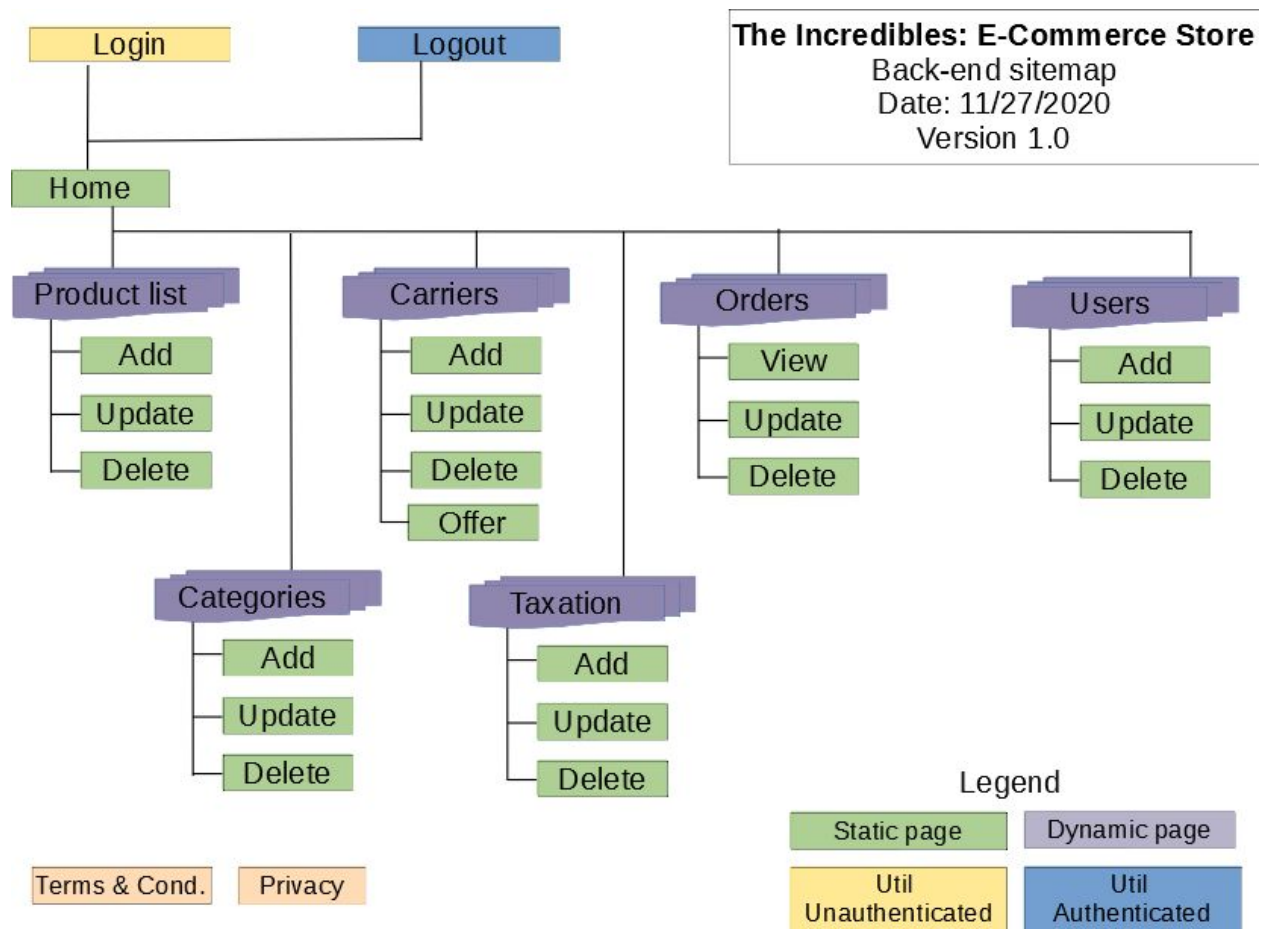 Login
Logout
The Incredibles: E-Commerce Store
Back-end sitemap
Date: 11/27/2020
Version 1.0
Home
Product list
Add
Update
Delete
Carriers
Add
Update
Delete
Offer
Orders
View
Update
Delete
Users
Add
Update
Delete
Categories
Add
Update
Delete
Taxation
Add
Update
Delete
Terms & Cond.
Privacy
Legend
Static page
Dynamic page
Util
Unauthenticated
Util
Authenticated